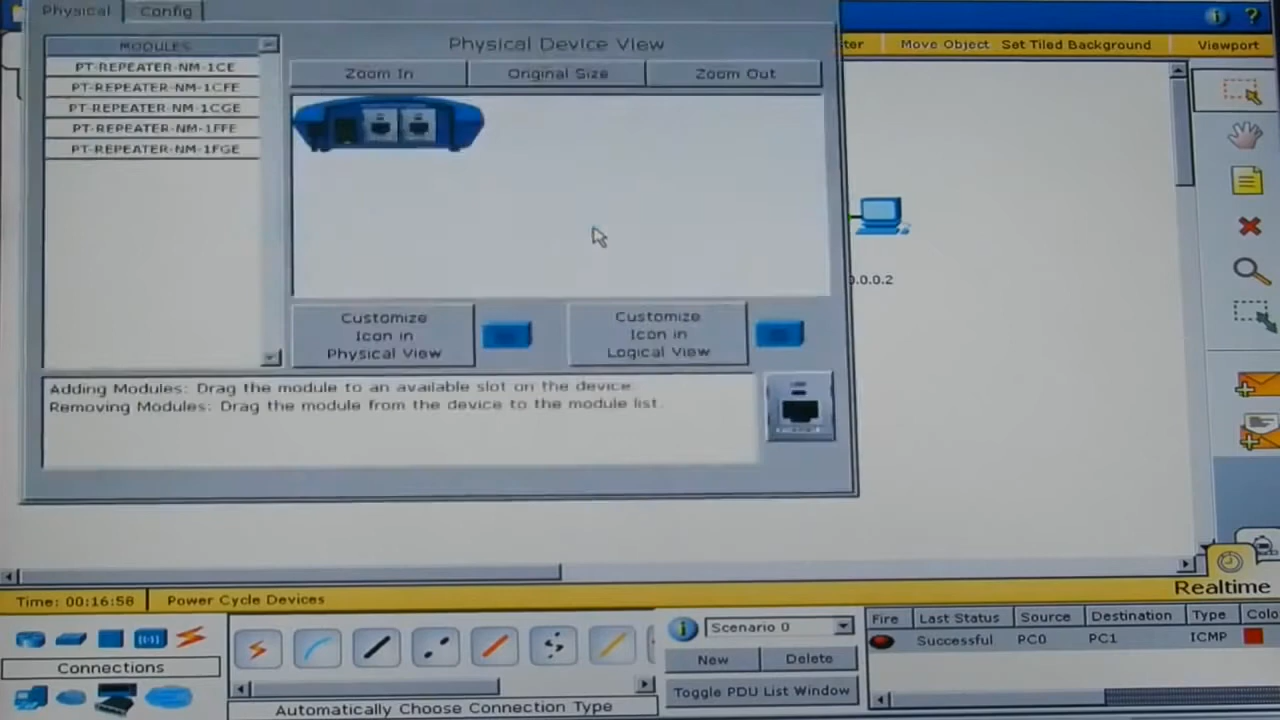 Physical Config
MODULES
PT-REPEATER-NM-1CE
PT-REPEATER-NM-1CFE
PT-REPEATER-NM-1CGE
PT-REPEATER-NM-1FFE
PT-REPEATER-NM-1FGE
Physical Device View
Zoom In Original Size Zoom Out
Customize
Icon in
Physical View
Customize
Icon in
Logical View
Adding Modules: Drag the module to an available slot on the device.
Removing Modules: Drag the module from the device to the module list.
ter Move Object Set Tiled Background Viewport
0.0.2
Realtime
Time: 00:16:58 Power Cycle Devices
Connections
Automatically Choose Connection Type
Scenario 0
New Delete
Toggle PDU List Window
Fire Last Status Source Destination Type Colo
Successful PC0 PC1 ICMP